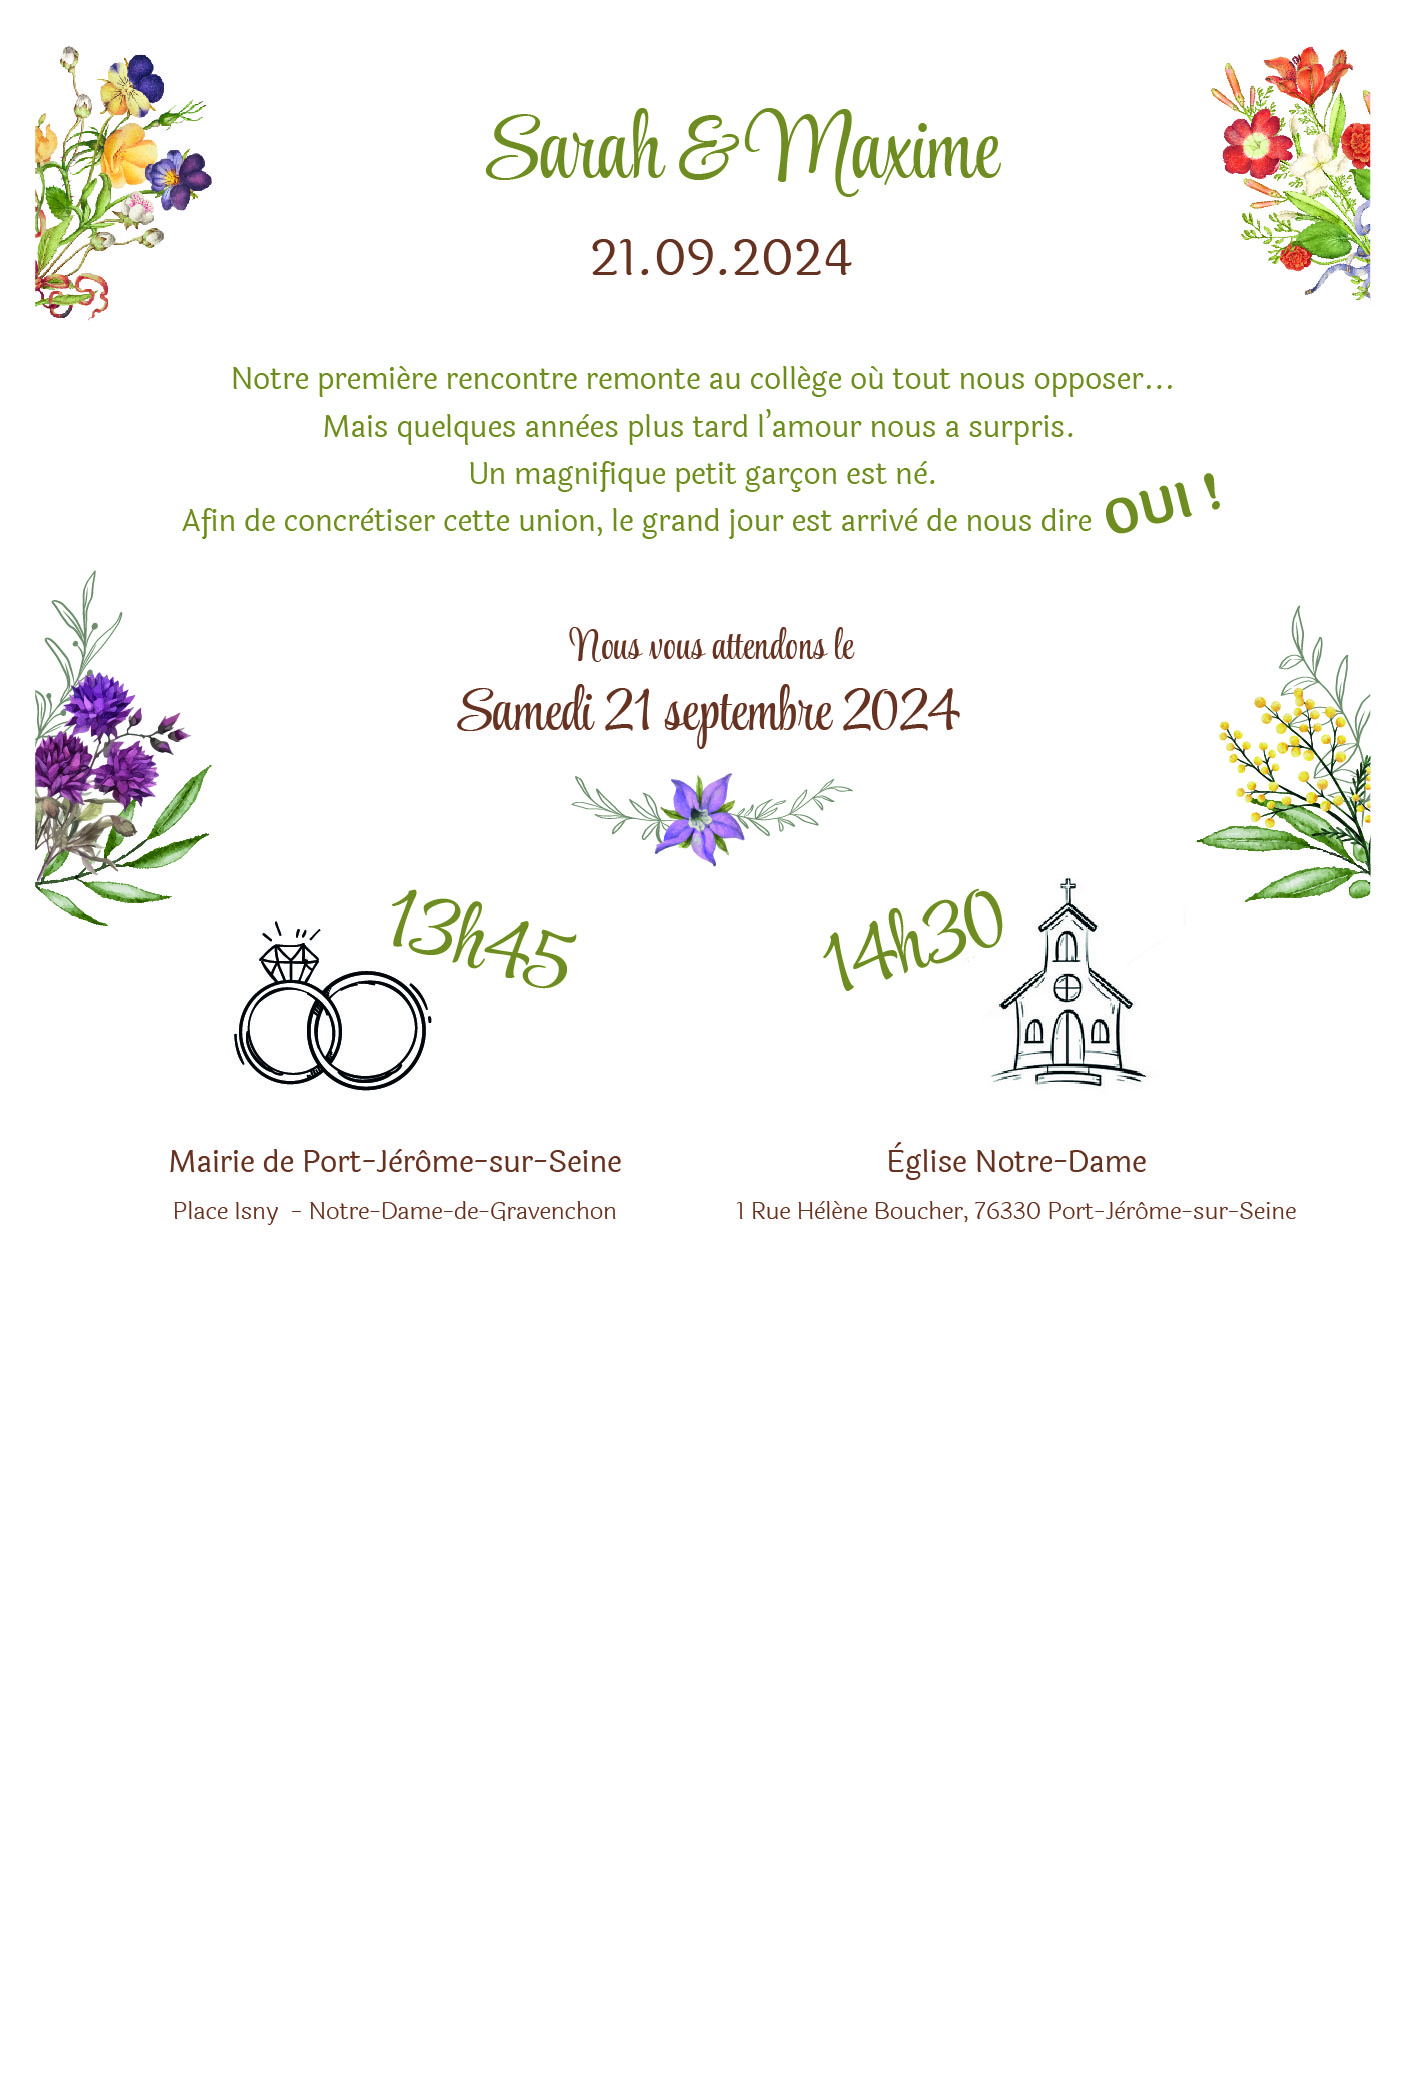 Sarah & Maxime
21.09.2024
Notre première rencontre remonte au collège où tout nous opposer...
Mais quelques années plus tard l’amour nous a surpris.
Un magnifique petit garçon est né.
Afin de concrétiser cette union, le grand jour est arrivé de nous dire OUI !
Nous vous attendons le
Samedi 21 septembre 2024
13h45
14h30
Mairie de Port-Jérôme-sur-Seine
Place Isny - Notre-Dame-de-Gravenchon
Église Notre-Dame
1 Rue Hélène Boucher, 76330 Port-Jérôme-sur-Seine